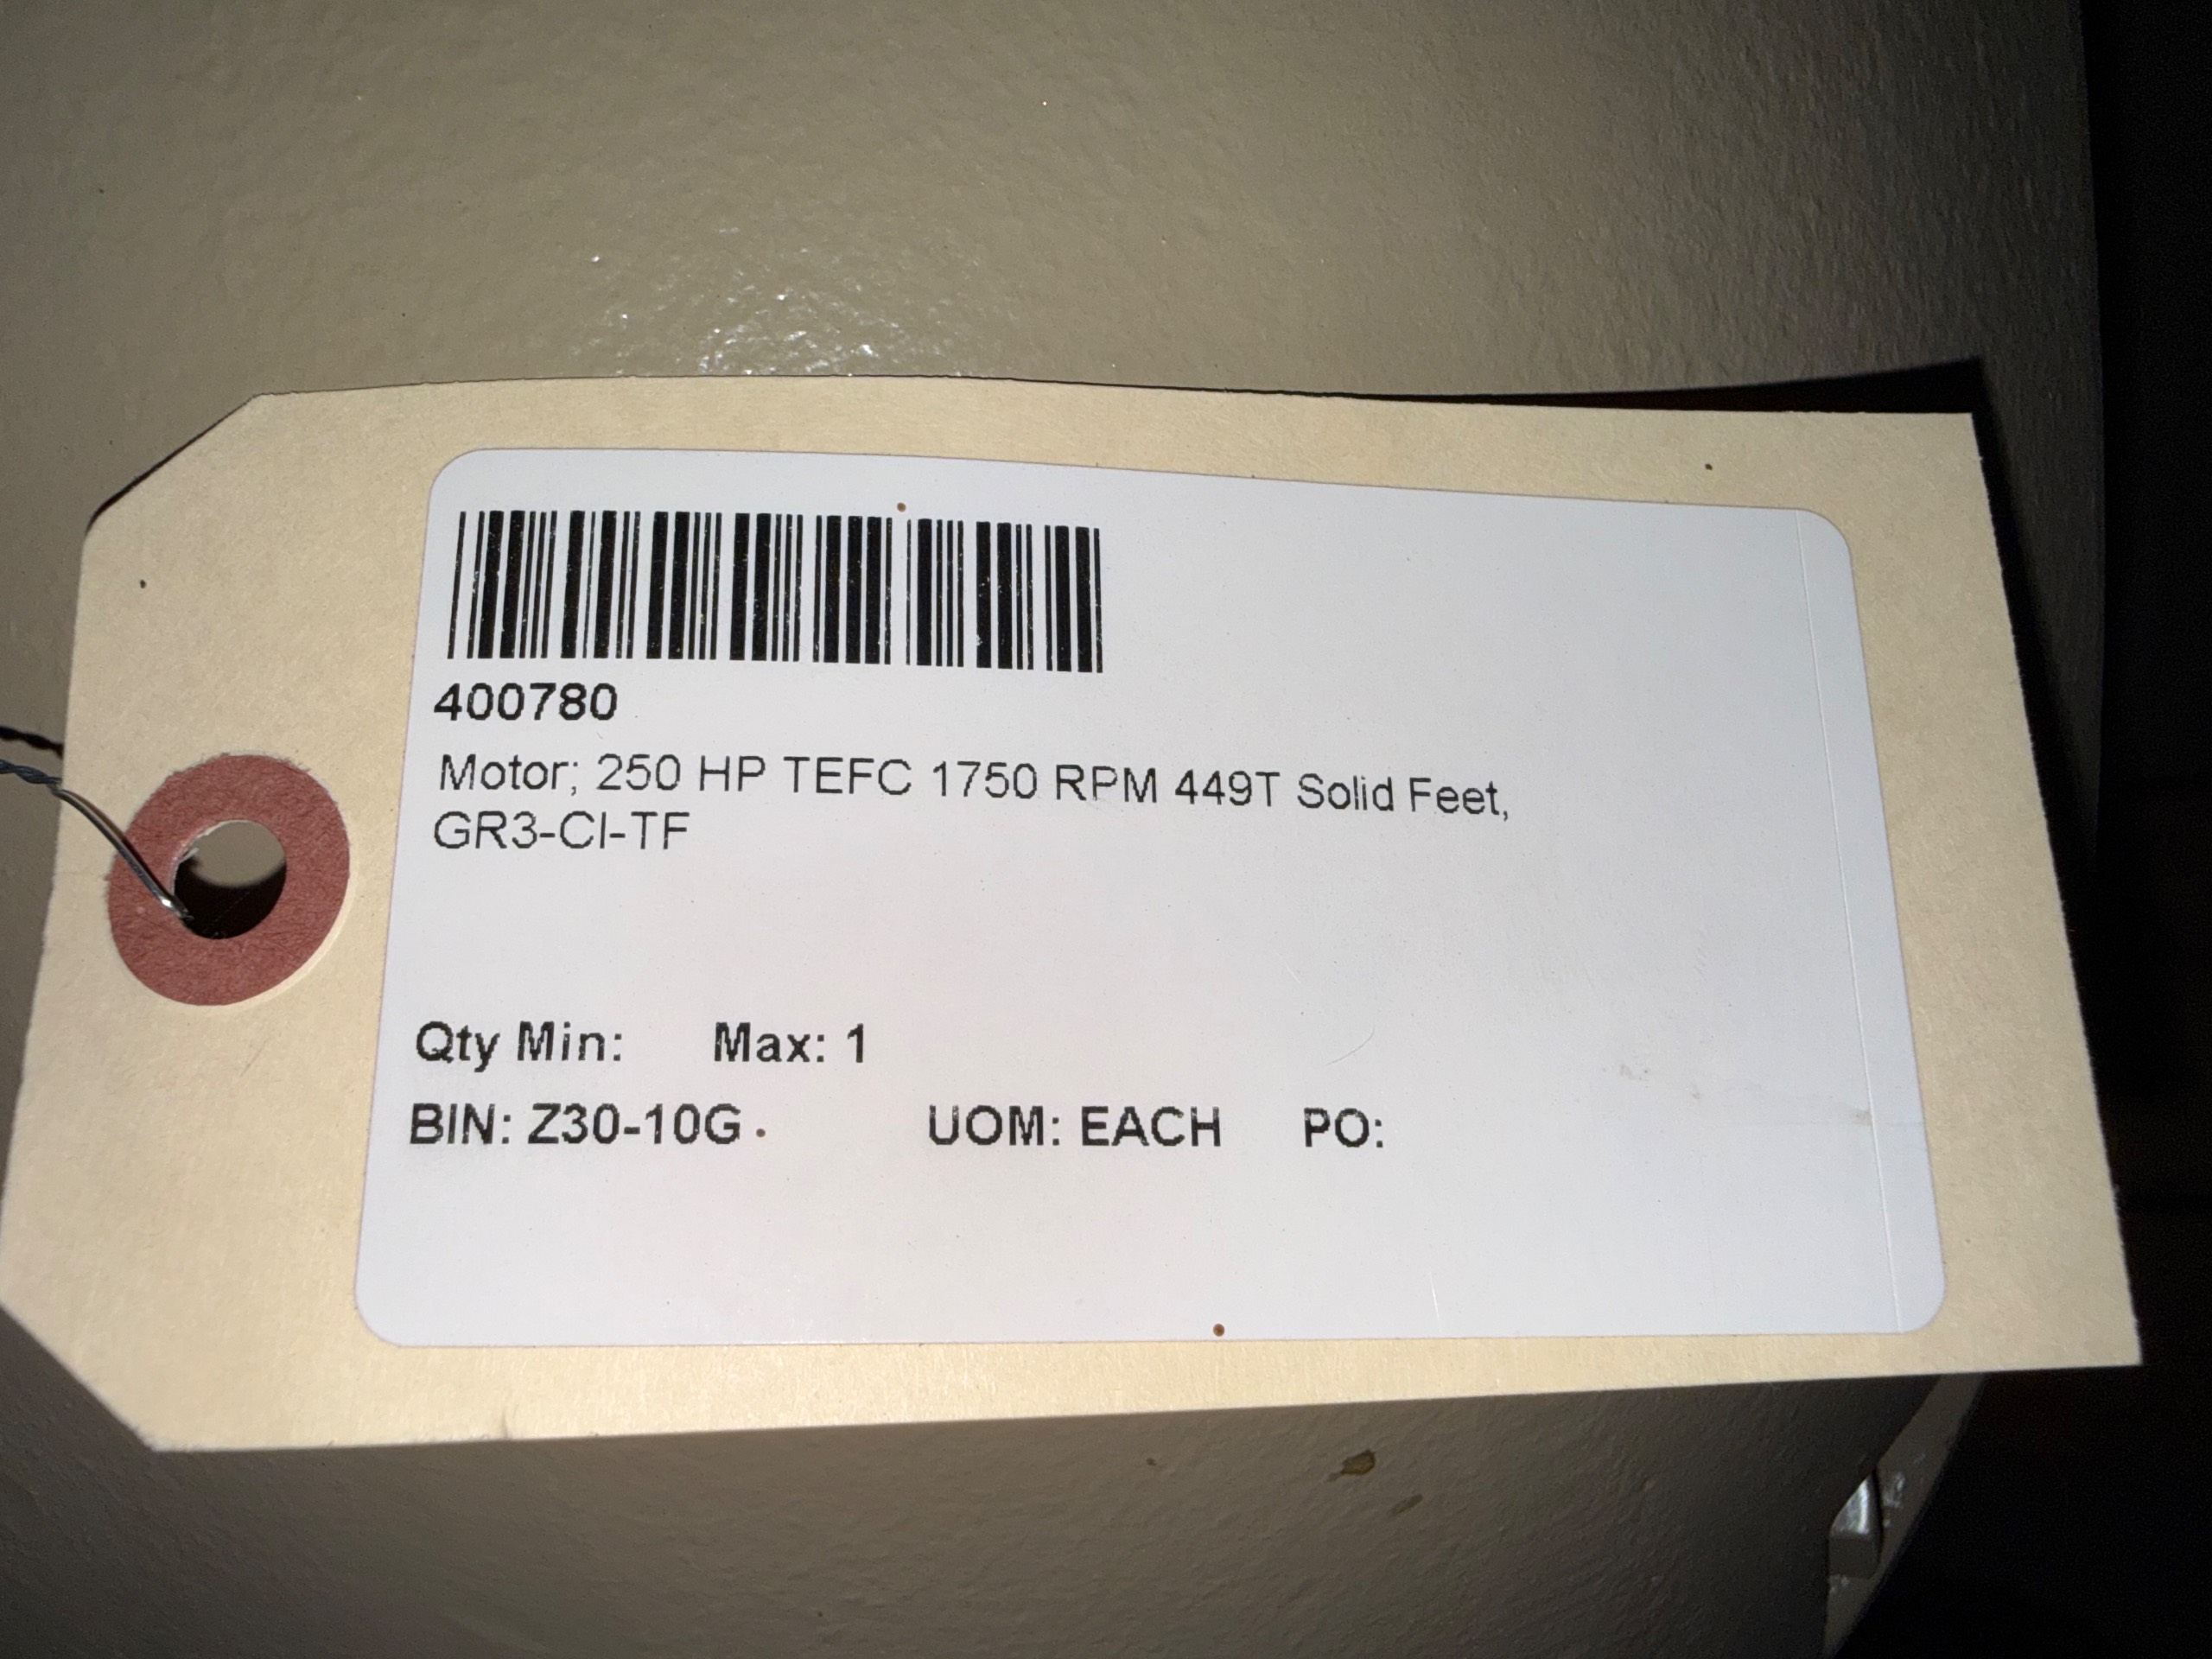 400780
Motor; 250 HP TEFC 1750 RPM 449T Solid Feet,
GR3-CI-TF
Qty Min: Max: 1
BIN: Z30-10G UOM: EACH PO: